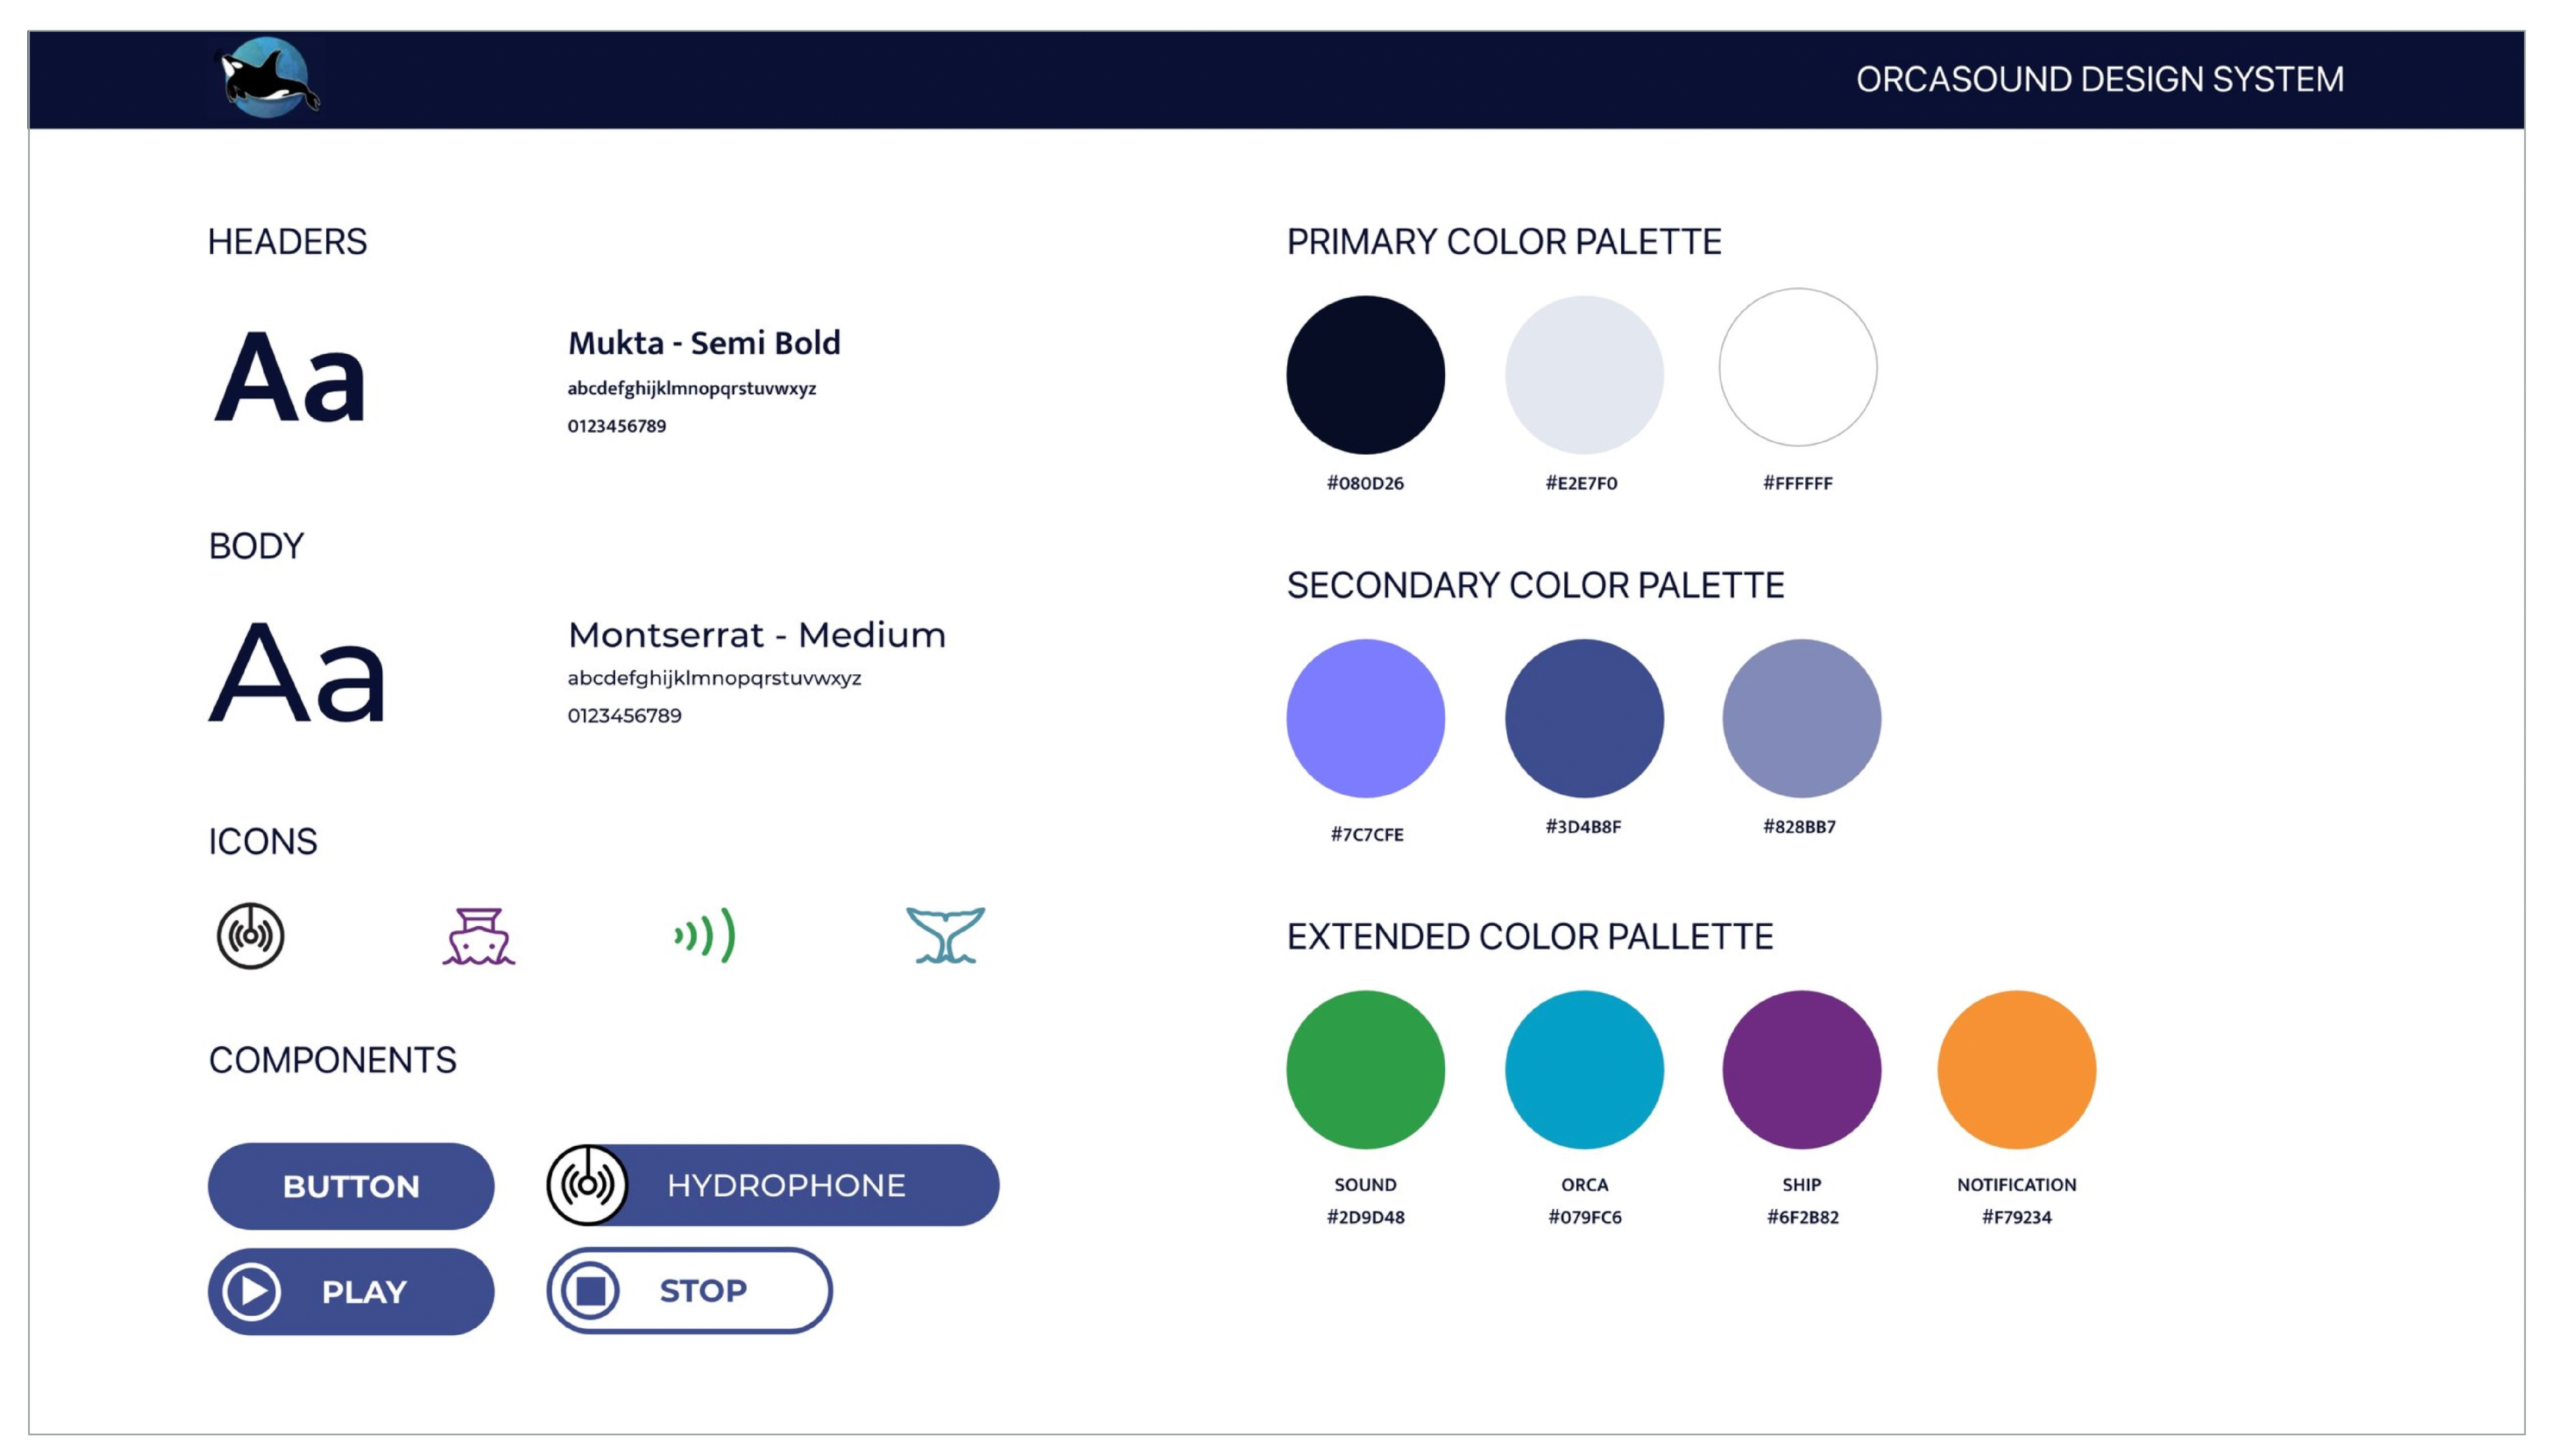 ORCASOUND DESIGN SYSTEM
HEADERS
Aa
Mukta - Semi Bold
abcdefghijklmnopqrstuvwxyz
0123456789
BODY
Aa
Montserrat - Medium
abcdefghijklmnopqrstuvwxyz
0123456789
ICONS
COMPONENTS
BUTTON
HYDROPHONE
PLAY
STOP
PRIMARY COLOR PALETTE
#080D26
#E2E7F0
#FFFFFF
SECONDARY COLOR PALETTE
#7C7CFE
#3D4B8F
#828BB7
EXTENDED COLOR PALLETTE
SOUND
#2D9D48
ORCA
#079FC6
SHIP
#6F2B82
NOTIFICATION
#F79234